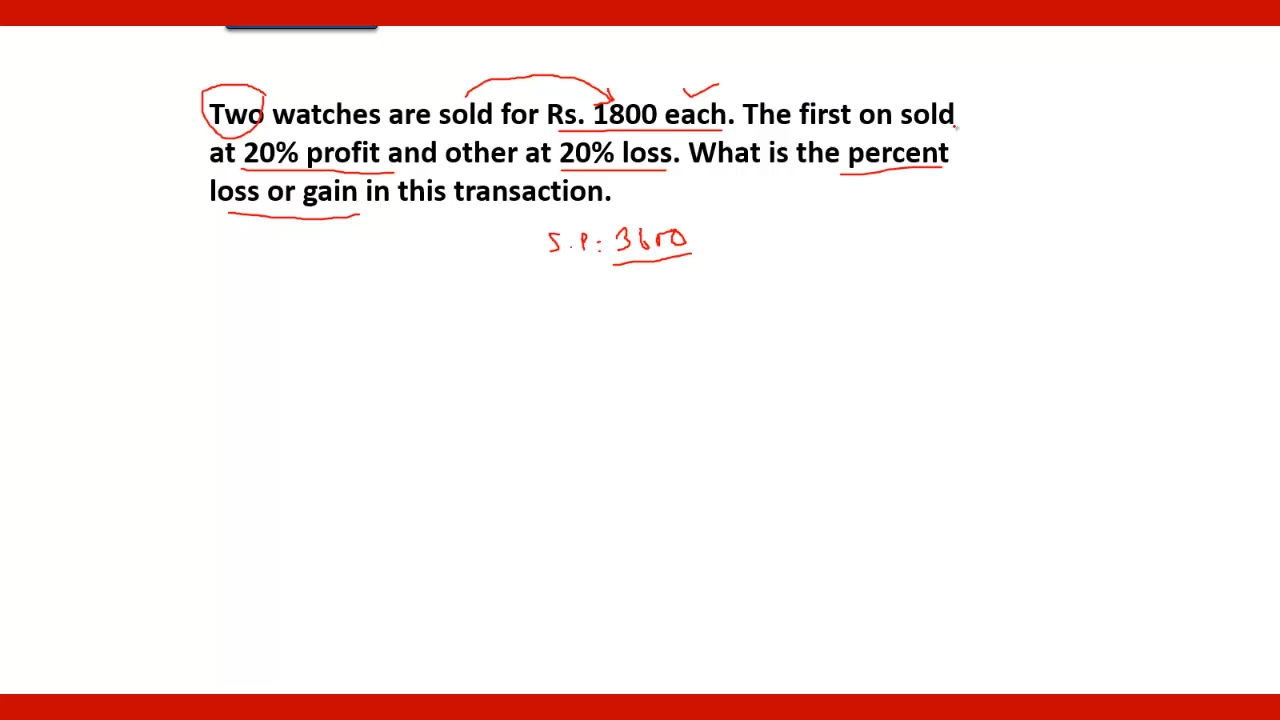 Two watches are sold for Rs. 1800 each. The first on sold
at 20% profit and other at 20% loss. What is the percent
loss or gain in this transaction.
S.P: 3600